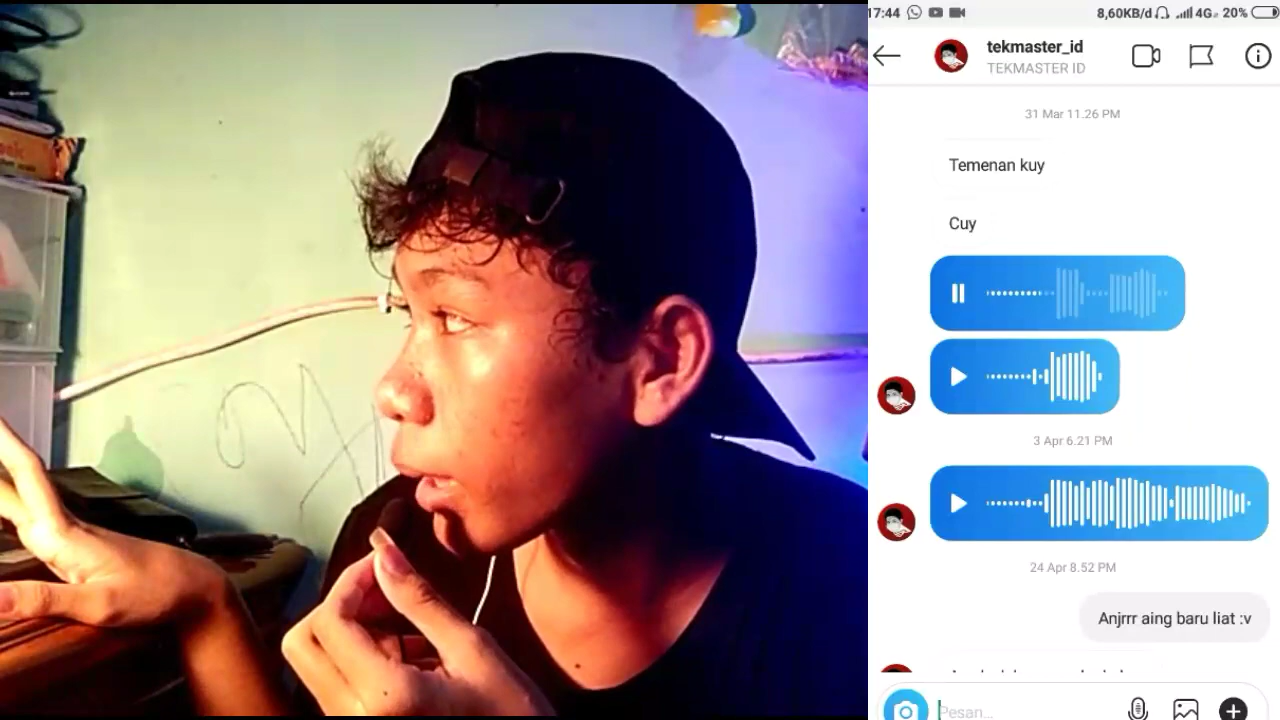 17:44
8,60KB/d 4G 20%
tekmaster_id
TEKMASTER ID
31 Mar 11.26 PM
Temenan kuy
Cuy
3 Apr 6.21 PM
24 Apr 8.52 PM
Anjrrr aing baru liat :v
Pesan...